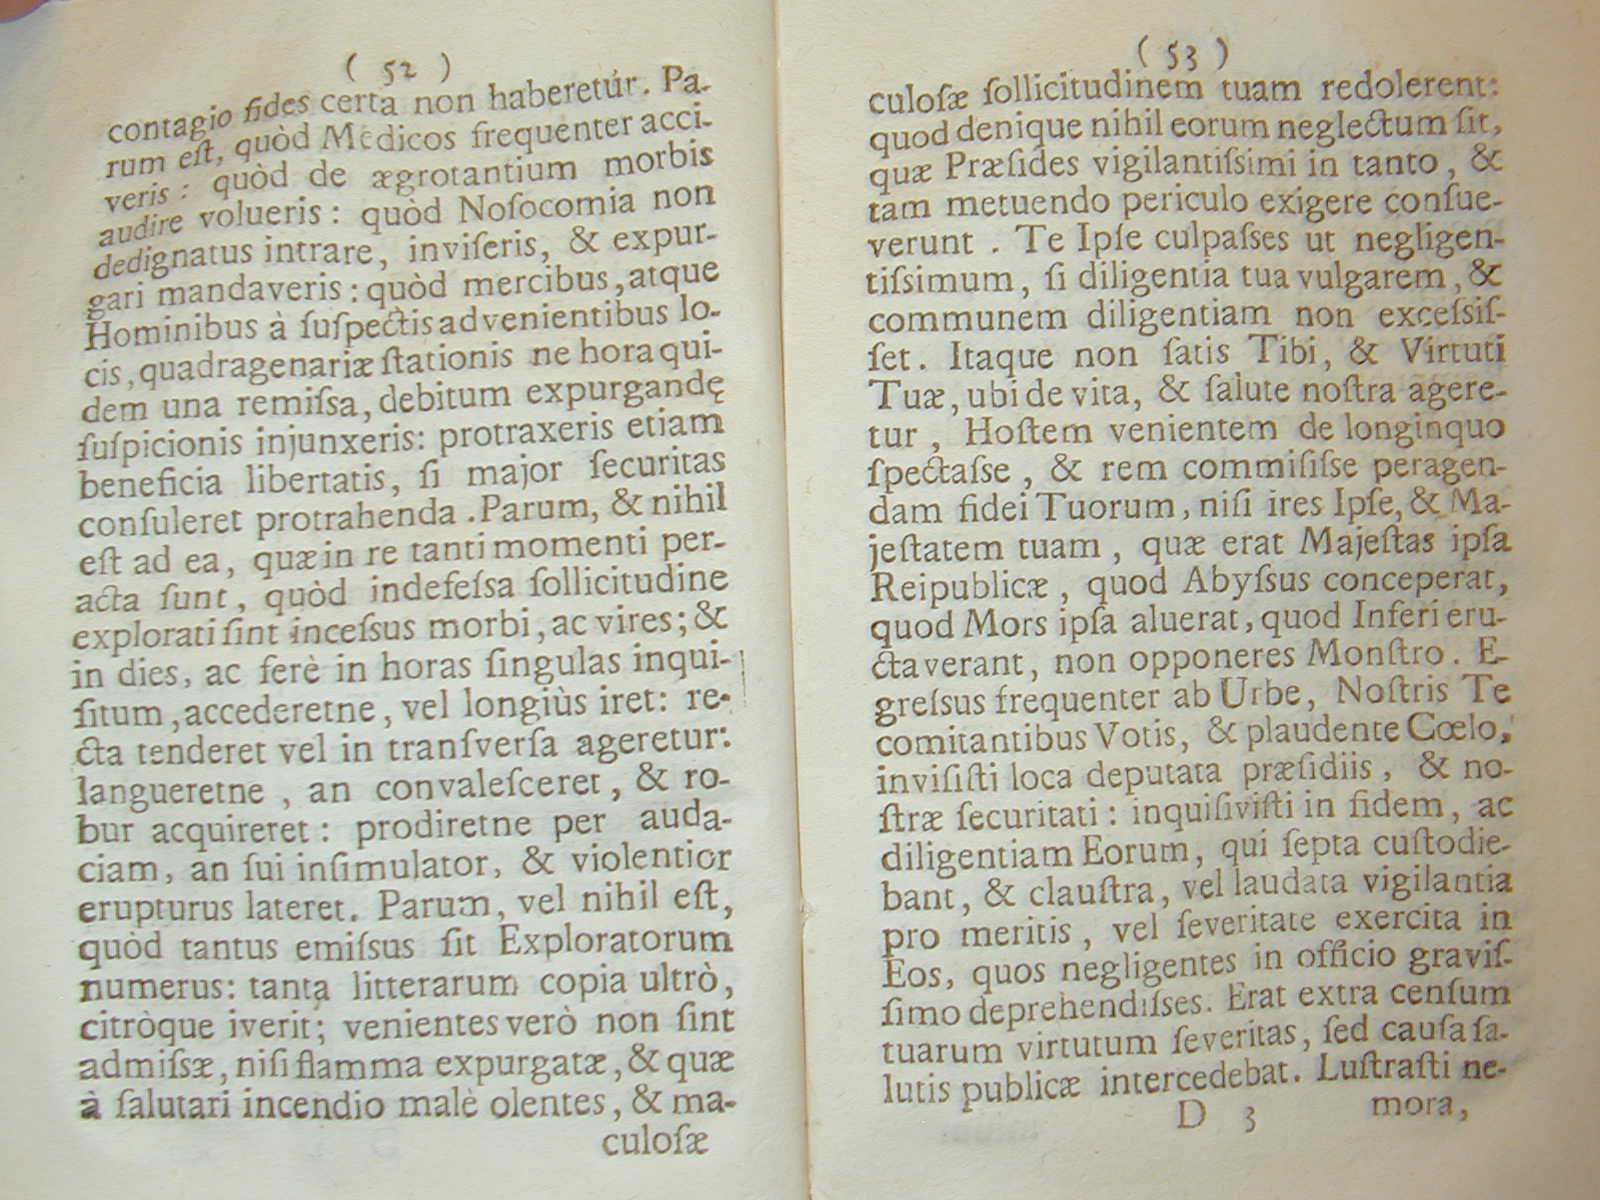 ( 52 )
contagio fides certa non haberetur. Pa-
rum eſt, quòd Medicos frequenter acci-
veris : quòd de ægrotantium morbis
audire volueris : quòd Noſocomia non
dedignatus intrare, inviſeris, & expur-
gari mandaveris : quòd mercibus, atque
Hominibus à ſuſpectis advenientibus lo-
cis, quadragenariæ ſtationis ne hora qui-
dem una remiſſa, debitum expurgandę
ſuſpicionis injunxeris: protraxeris etiam
beneficia libertatis, ſi major ſecuritas
conſuleret protrahenda . Parum, & nihil
eſt ad ea, quæ in re tanti momenti per-
acta ſunt, quòd indefeſſa ſollicitudine
explorati ſint inceſſus morbi, ac vires; &
in dies, ac ferè in horas ſingulas inqui-
ſitum, accederetne, vel longiùs iret: re-
cta tenderet vel in tranſverſa ageretur:
langueretne , an convaleſceret, & ro-
bur acquireret : prodiretne per auda-
ciam, an ſui inſimulator, & violentior
erupturus lateret. Parum, vel nihil eſt,
quòd tantus emiſſus ſit Exploratorum
numerus: tanta litterarum copia ultrò,
citròque iverit; venientes verò non ſint
admiſſæ, niſi flamma expurgatæ, & quæ
à ſalutari incendio malè olentes, & ma-
culoſæ
( 53 )
culoſæ ſollicitudinem tuam redolerent:
quod denique nihil eorum neglectum ſit,
quæ Præſides vigilantiſſimi in tanto, &
tam metuendo periculo exigere conſue-
verunt . Te Ipſe culpaſſes ut negligen-
tiſſimum, ſi diligentia tua vulgarem, &
communem diligentiam non exceſſiſ-
ſet. Itaque non ſatis Tibi, & Virtuti
Tuæ, ubi de vita, & ſalute noſtra agere-
tur , Hoſtem venientem de longinquo
ſpectaſſe , & rem commiſiſſe peragen-
dam fidei Tuorum, niſi ires Ipſe, & Ma-
jeſtatem tuam , quæ erat Majeſtas ipſa
Reipublicæ , quod Abyſſus conceperat,
quod Mors ipſa aluerat, quod Inferi eru-
ctaverant, non opponeres Monſtro. E-
greſſus frequenter ab Urbe, Noſtris Te
comitantibus Votis, & plaudente Cœlo,
inviſiſti loca deputata præſidiis, & no-
ſtræ ſecuritati : inquiſiviſti in fidem, ac
diligentiam Eorum, qui ſepta cuſtodie-
bant, & clauſtra, vel laudata vigilantia
pro meritis , vel ſeveritate exercita in
Eos, quos negligentes in officio graviſ-
ſimo deprehendiſſes. Erat extra cenſum
tuarum virtutum ſeveritas, ſed cauſa ſa-
lutis publicæ intercedebat. Luſtraſti ne-
D 3 mora,